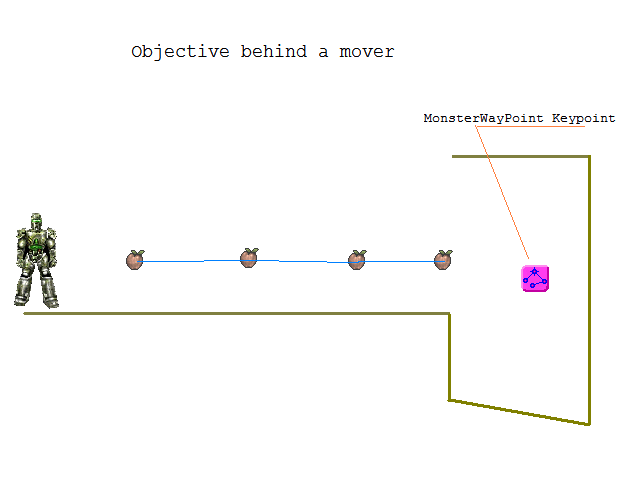 Objective behind a mover
MonsterWayPoint Keypoint